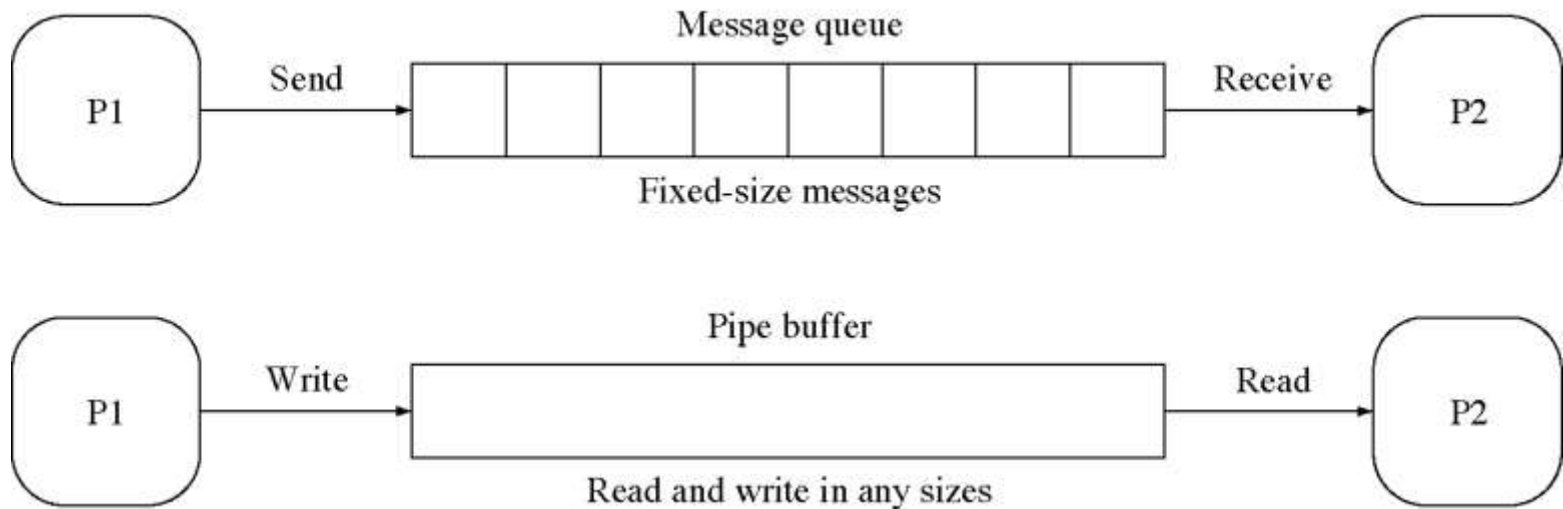 Message queue
P1
Send
Receive
P2
Fixed-size messages
Pipe buffer
P1
Write
Read
P2
Read and write in any sizes